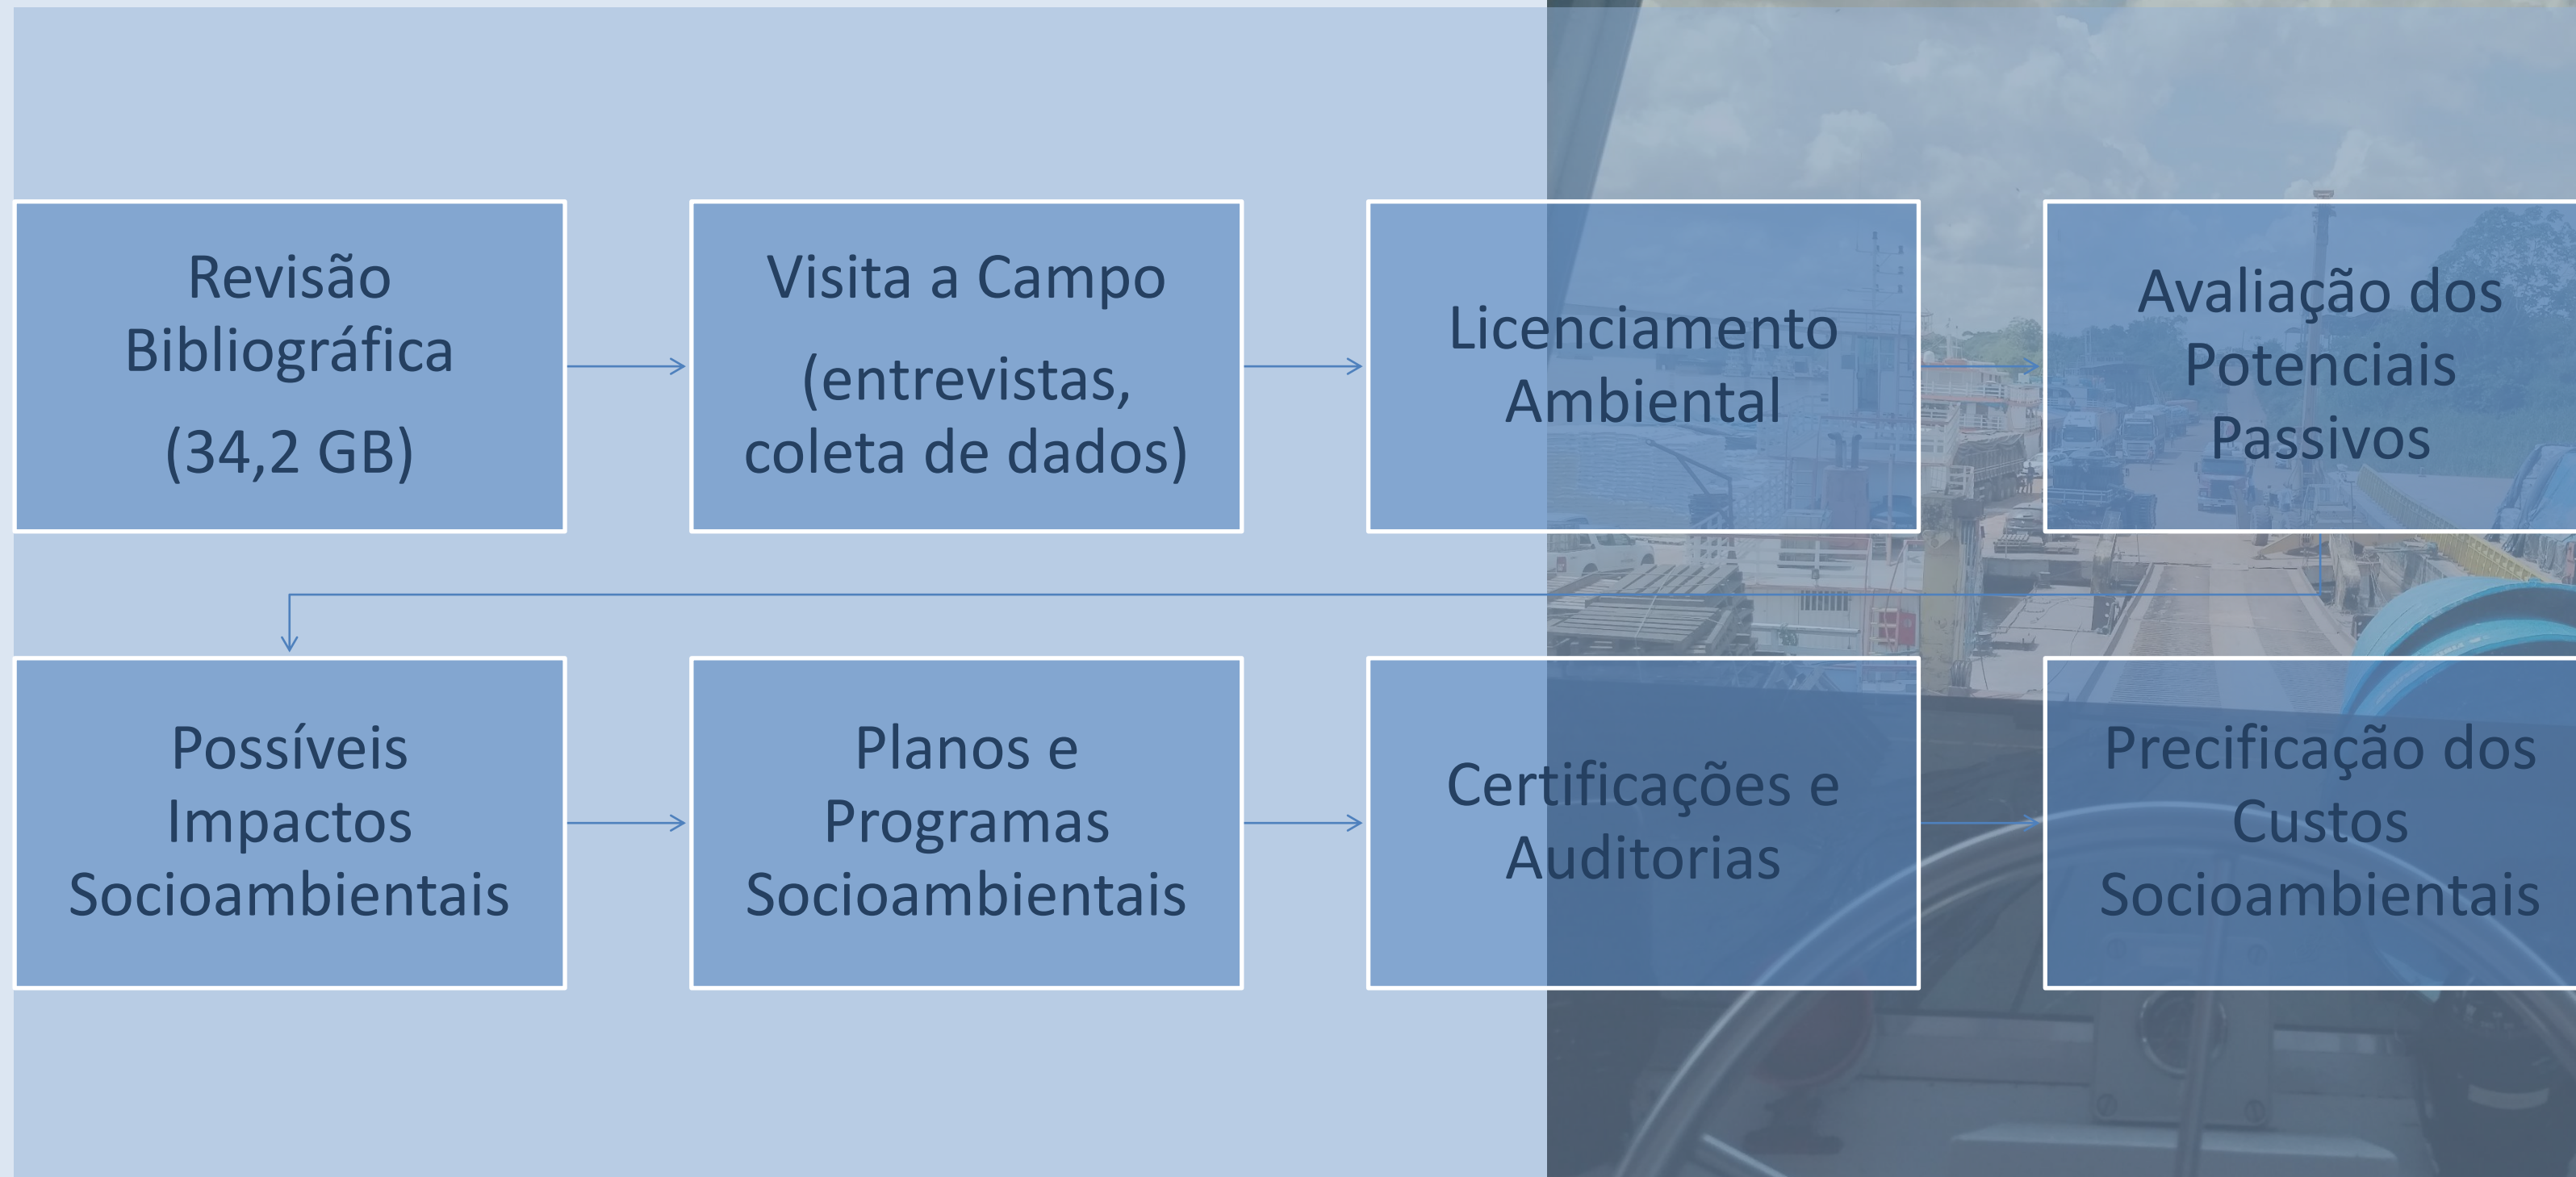 Revisão
Bibliográfica
(34,2 GB)
Visita a Campo
(entrevistas,
coleta de dados)
Licenciamento
Ambiental
Avaliação dos
Potenciais
Passivos
Possíveis
Impactos
Socioambientais
Planos e
Programas
Socioambientais
Certificações e
Auditorias
Precificação dos
Custos
Socioambientais